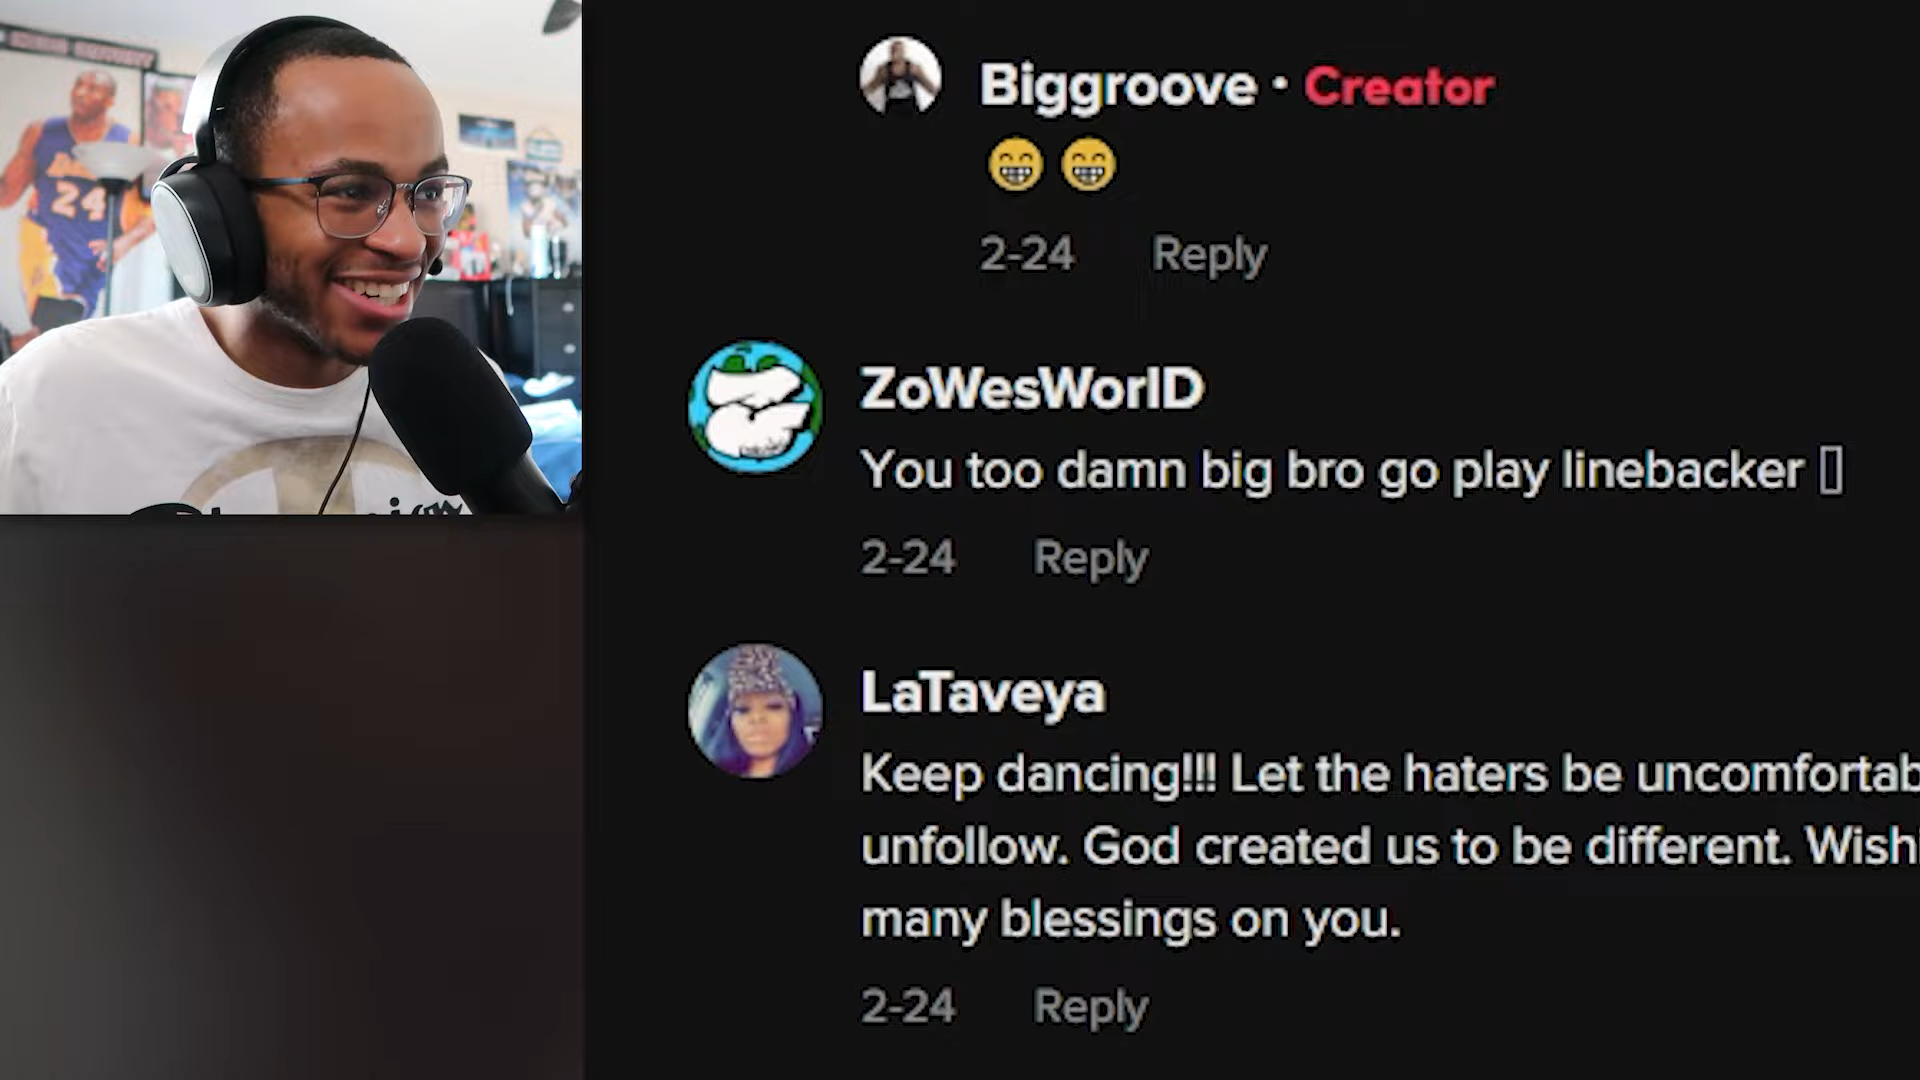 Biggroove · Creator
😁 😁
2-24 Reply
ZoWesWorlD
You too damn big bro go play linebacker ▯
2-24 Reply
LaTaveya
Keep dancing!!! Let the haters be uncomfortab
unfollow. God created us to be different. Wishi
many blessings on you.
2-24 Reply
24